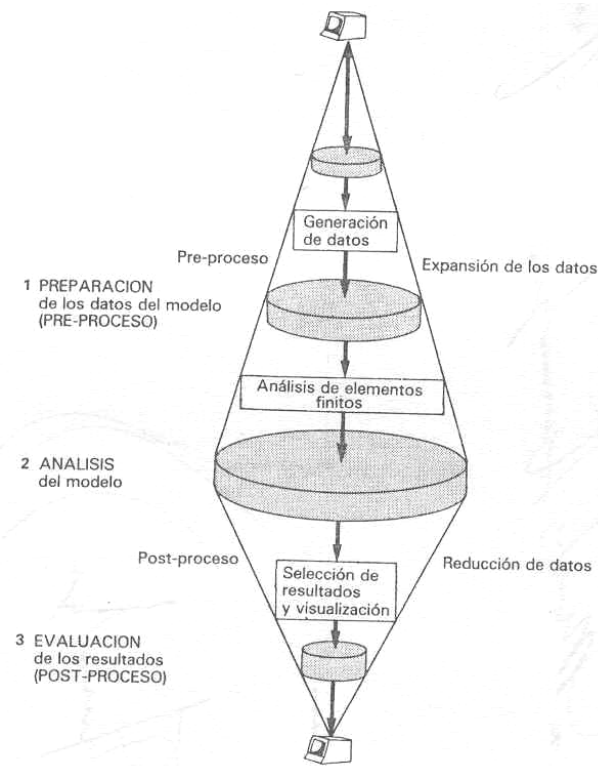 Generación
de datos
Pre-proceso
Expansión de los datos
1 PREPARACION
de los datos del modelo
(PRE-PROCESO)
Análisis de elementos
finitos
2 ANALISIS
del modelo
Post-proceso
Reducción de datos
Selección de
resultados
y visualización
3 EVALUACION
de los resultados
(POST-PROCESO)